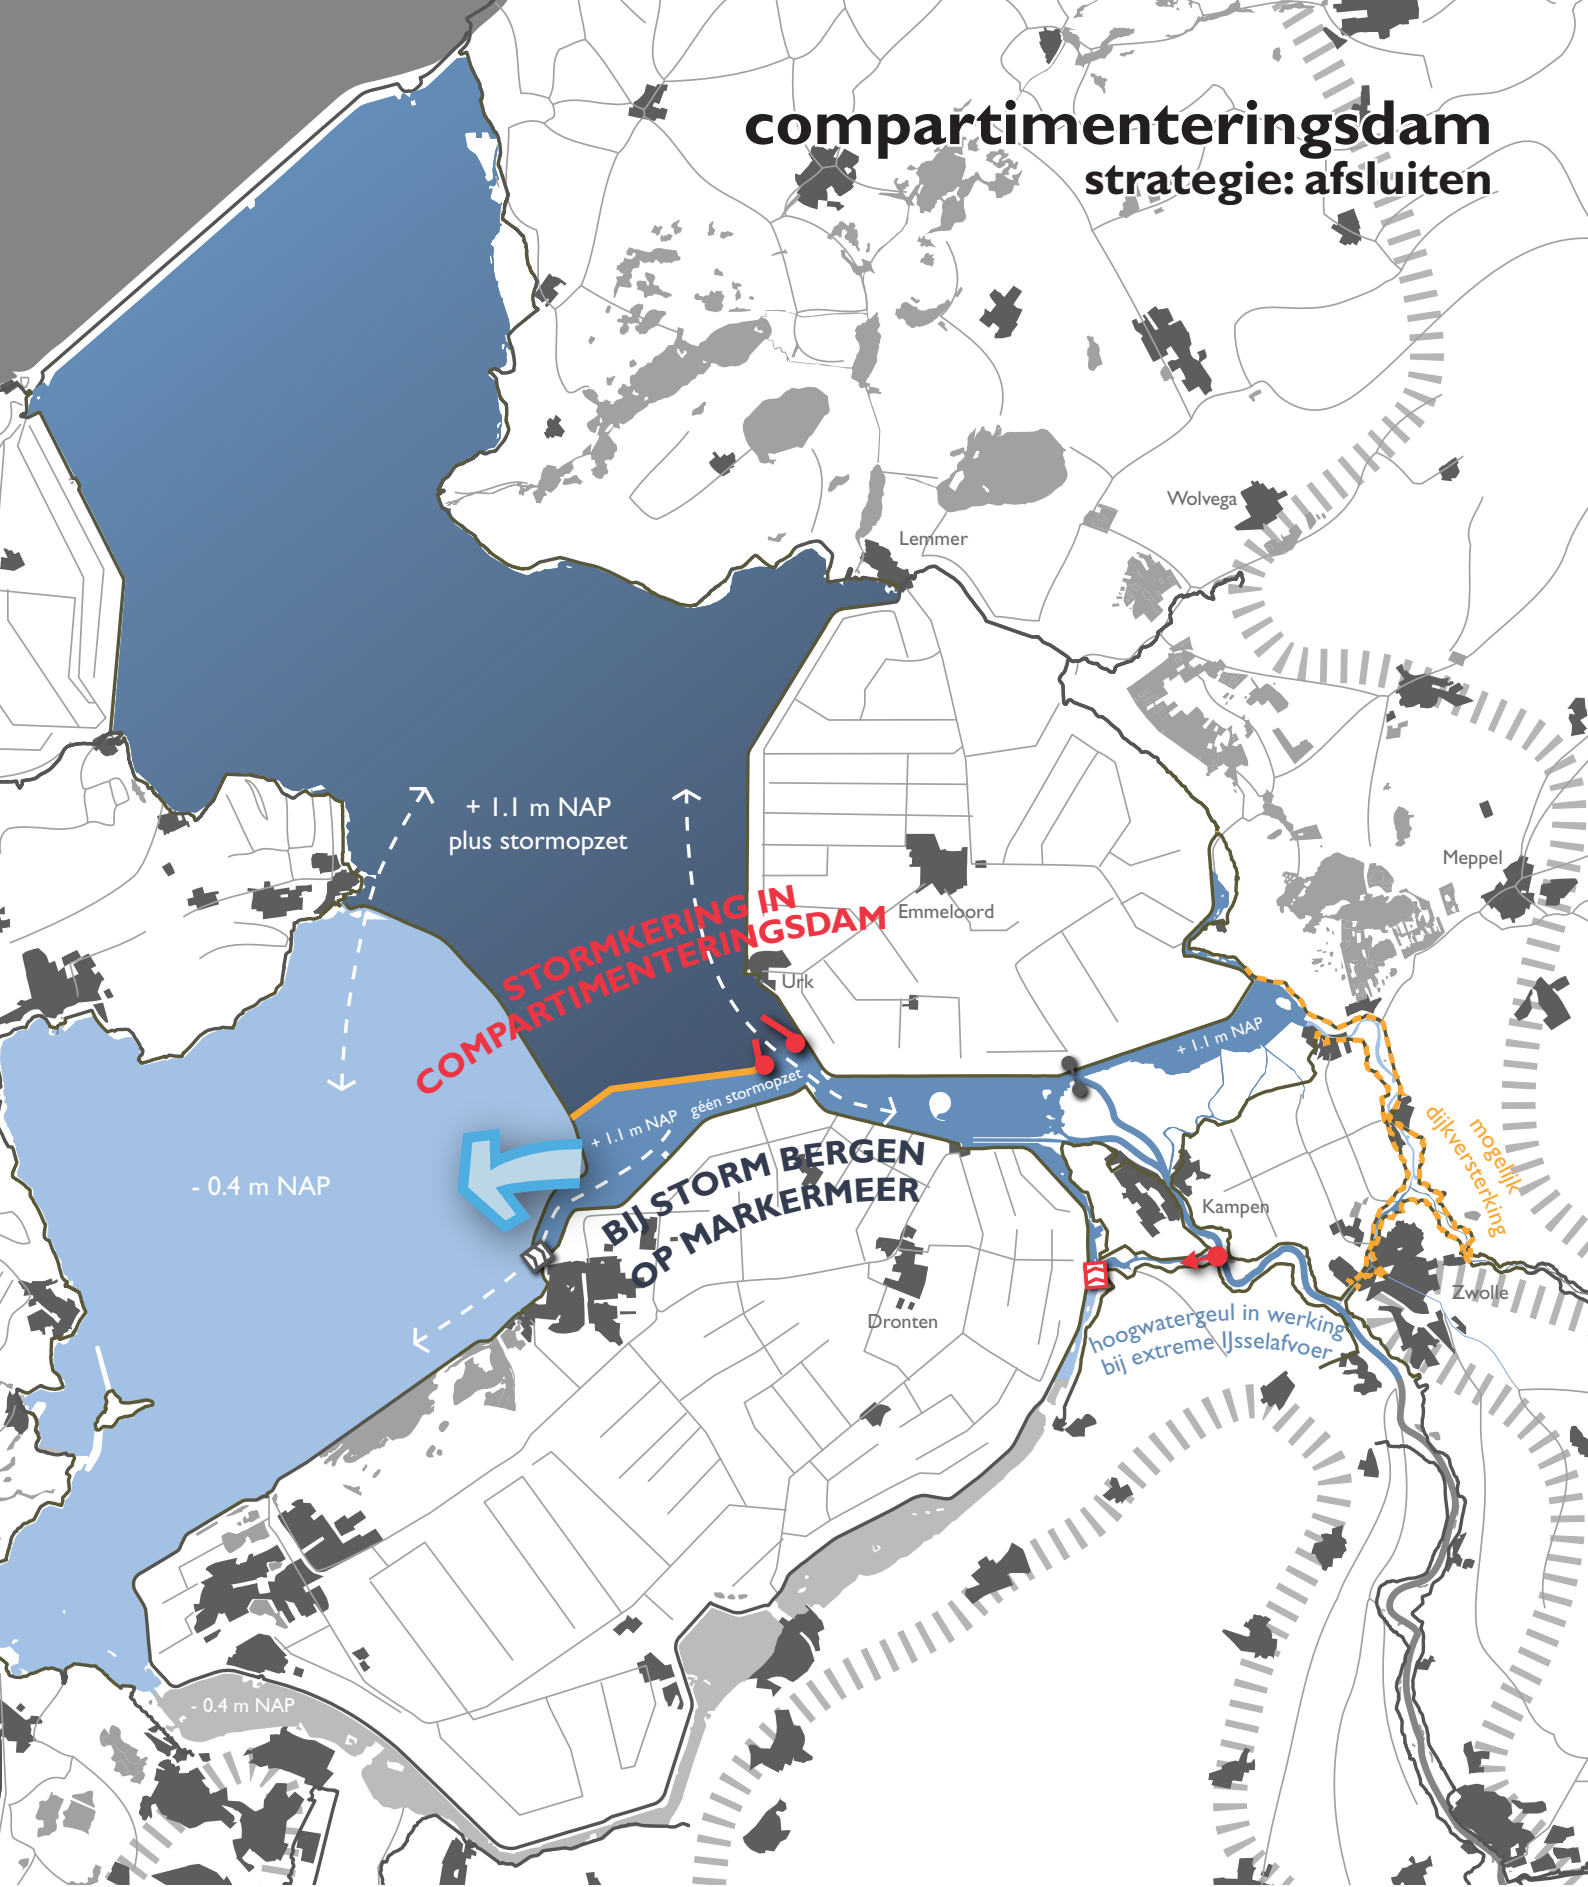 compartimenteringsdam
strategie: afsluiten
Wolvega
Lemmer
+ 1.1 m NAP
plus stormopzet
Meppel
STORMKERING IN
COMPARTIMENTERINGSDAM
Emmeloord
Urk
+ 1.1 m NAP
+ 1.1 m NAP géén stormopzet
mogelijk
dijkversterking
- 0.4 m NAP
BIJ STORM BERGEN
OP MARKERMEER
Kampen
Zwolle
Dronten
hoogwatergeul in werking
bij extreme IJsselafvoer
- 0.4 m NAP